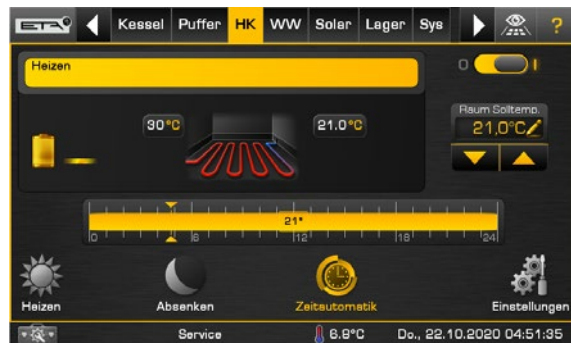 ETA Kessel Puffer HK WW Solar Lager Sys ?
Heizen
0 I
Raum Solltemp.
30°C 21.0°C 21,0°C
21°
0 6 12 18 24
Heizen Absenken Zeitautomatik Einstellungen
Service 6.8°C Do., 22.10.2020 04:51:35